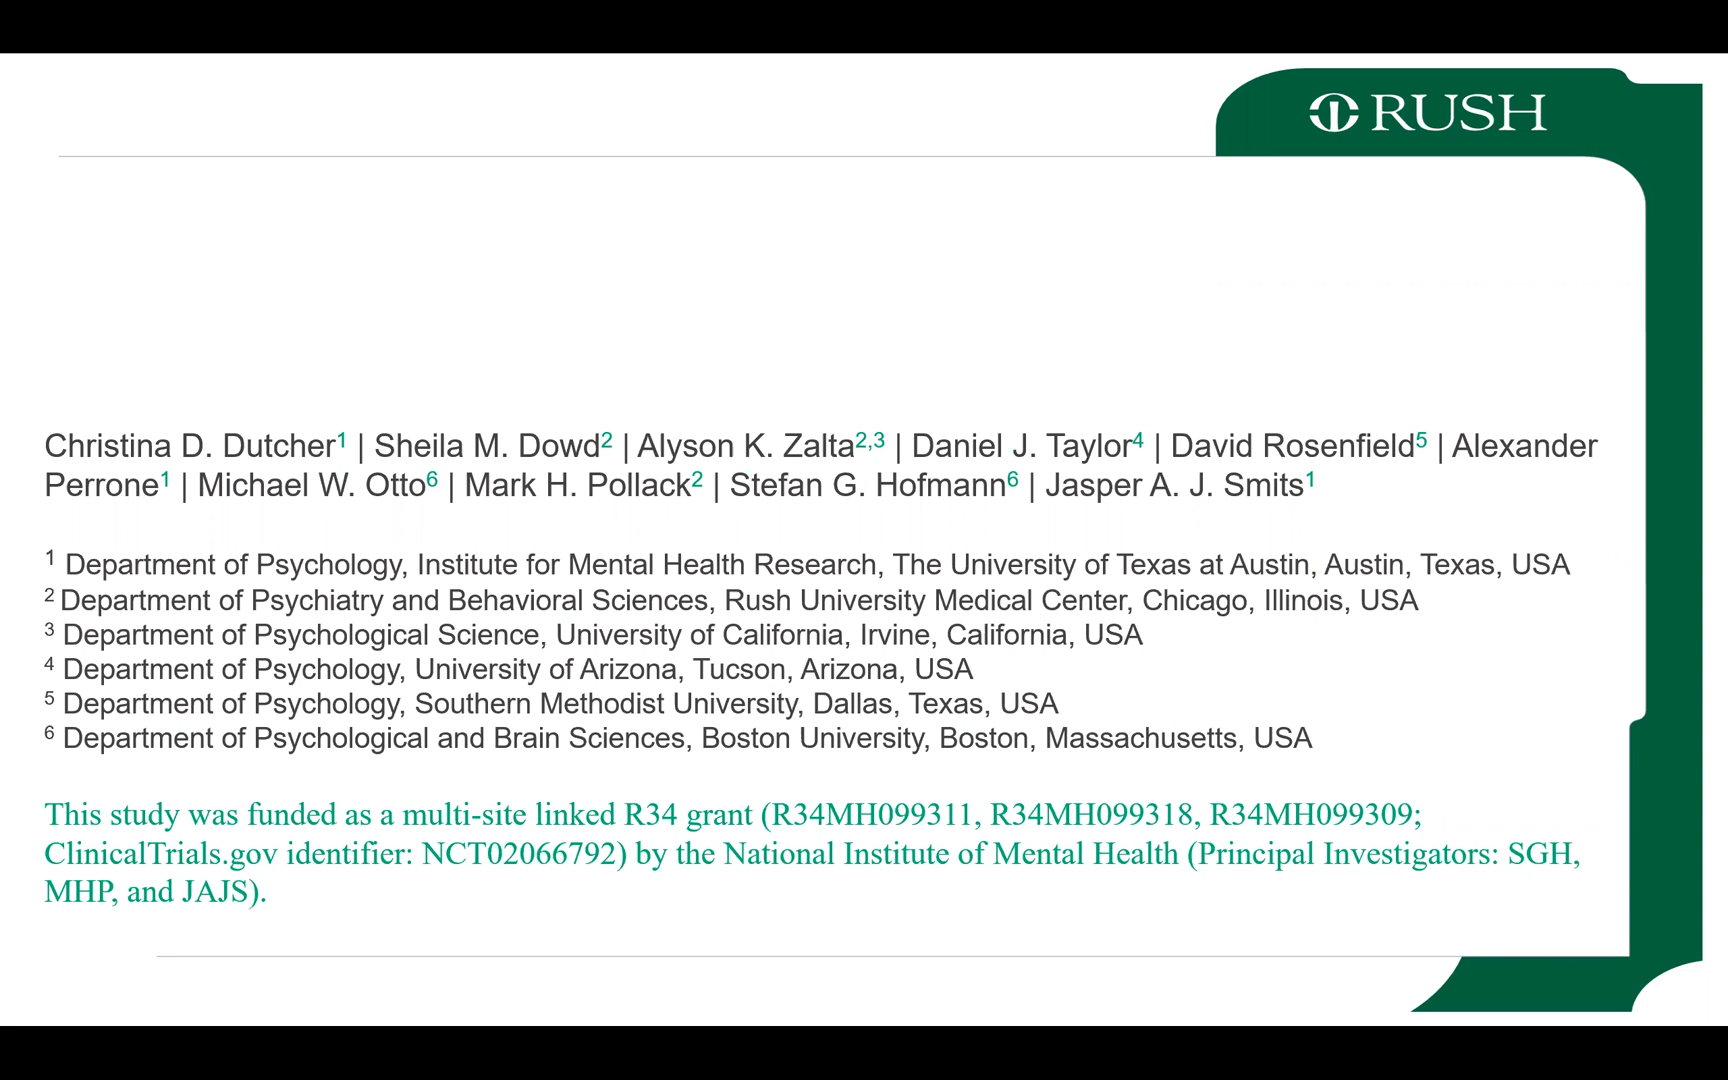 RUSH
Christina D. Dutcher1 | Sheila M. Dowd2 | Alyson K. Zalta2,3 | Daniel J. Taylor4 | David Rosenfield5 | Alexander
Perrone1 | Michael W. Otto6 | Mark H. Pollack2 | Stefan G. Hofmann6 | Jasper A. J. Smits1
1 Department of Psychology, Institute for Mental Health Research, The University of Texas at Austin, Austin, Texas, USA
2 Department of Psychiatry and Behavioral Sciences, Rush University Medical Center, Chicago, Illinois, USA
3 Department of Psychological Science, University of California, Irvine, California, USA
4 Department of Psychology, University of Arizona, Tucson, Arizona, USA
5 Department of Psychology, Southern Methodist University, Dallas, Texas, USA
6 Department of Psychological and Brain Sciences, Boston University, Boston, Massachusetts, USA
This study was funded as a multi-site linked R34 grant (R34MH099311, R34MH099318, R34MH099309;
ClinicalTrials.gov identifier: NCT02066792) by the National Institute of Mental Health (Principal Investigators: SGH,
MHP, and JAJS).